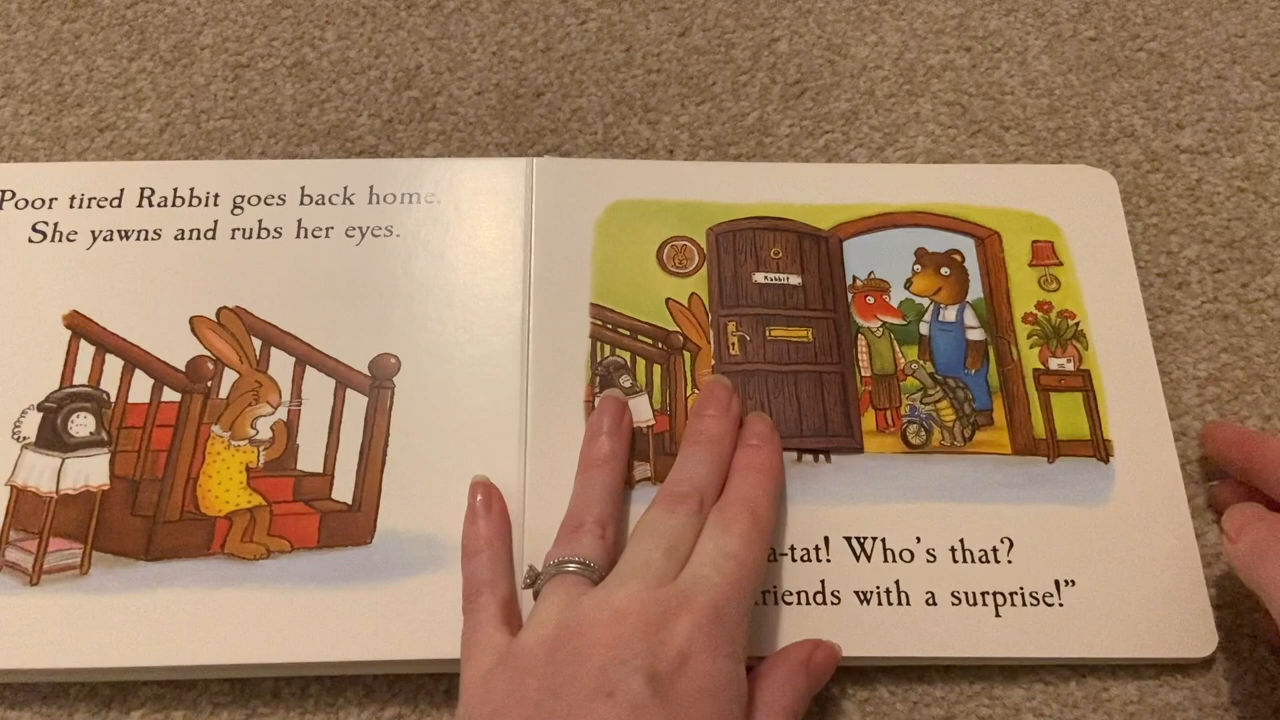 Poor tired Rabbit goes back home.
She yawns and rubs her eyes.
Rabbit
a-tat! Who's that?
riends with a surprise!”